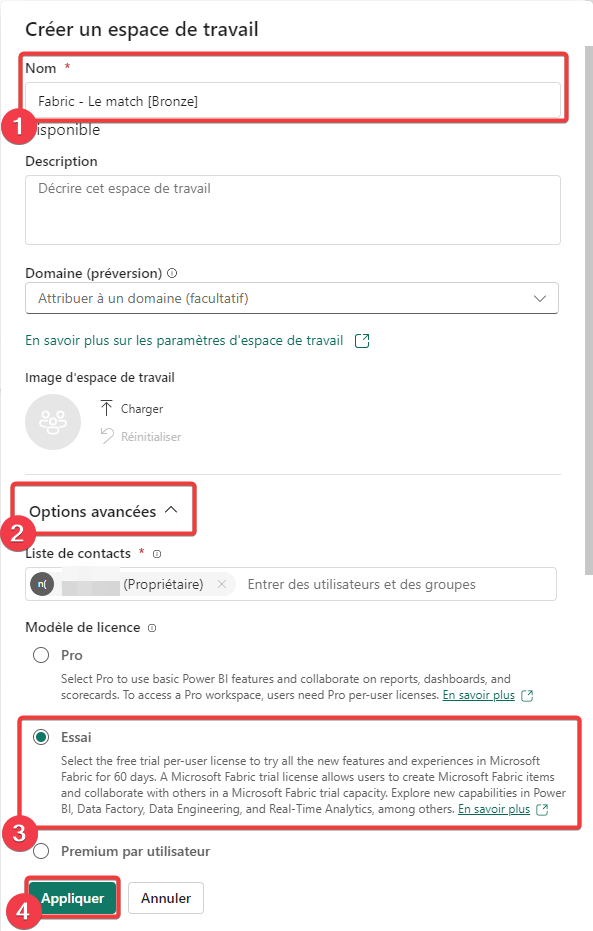 Créer un espace de travail
Nom *
Fabric - Le match [Bronze]
1
isponible
Description
Décrire cet espace de travail
Domaine (préversion)
Attribuer à un domaine (facultatif)
En savoir plus sur les paramètres d'espace de travail
Image d'espace de travail
Charger
Réinitialiser
Options avancées
2
Liste de contacts *
n( (Propriétaire) Entrer des utilisateurs et des groupes
Modèle de licence
Pro
Select Pro to use basic Power BI features and collaborate on reports, dashboards, and
scorecards. To access a Pro workspace, users need Pro per-user licenses. En savoir plus
Essai
Select the free trial per-user license to try all the new features and experiences in Microsoft
Fabric for 60 days. A Microsoft Fabric trial license allows users to create Microsoft Fabric items
and collaborate with others in a Microsoft Fabric trial capacity. Explore new capabilities in Power
BI, Data Factory, Data Engineering, and Real-Time Analytics, among others. En savoir plus
3
Premium par utilisateur
Appliquer Annuler
4